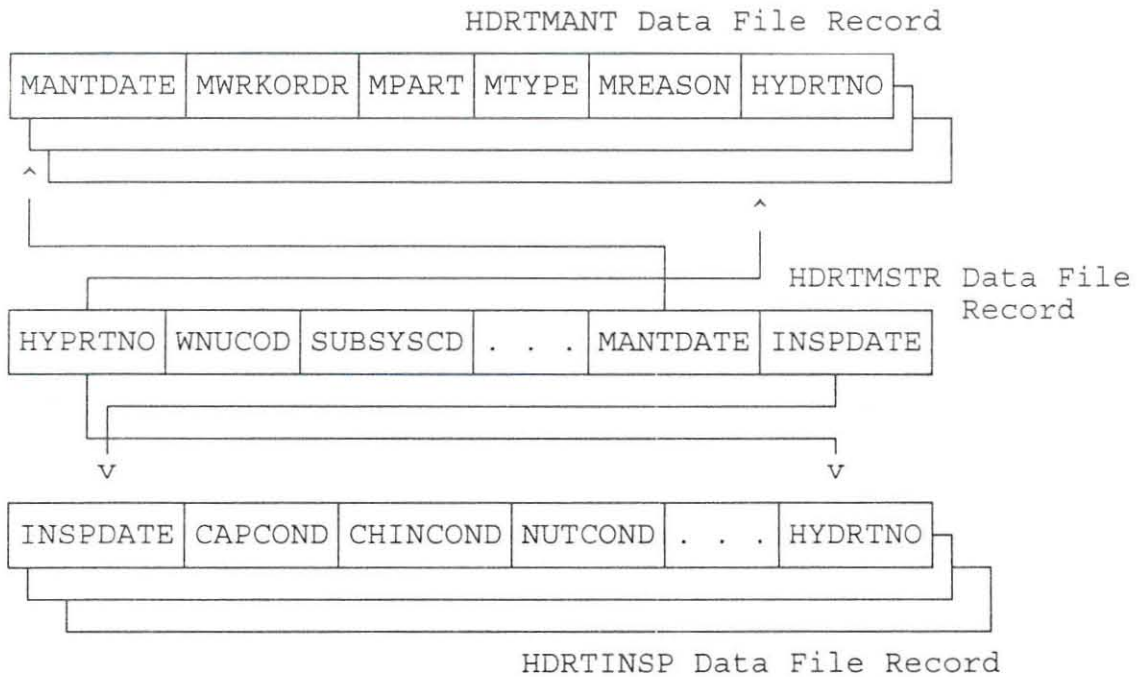 HDRTMANT Data File Record
MANTDATE MWRKORDR MPART MTYPE MREASON HYDRTNO
^
^
HDRTMSTR Data File
Record
HYPRTNO WNUCOD SUBSYSCD . . . MANTDATE INSPDATE
v v
INSPDATE CAPCOND CHINCOND NUTCOND . . . HYDRTNO
HDRTINSP Data File Record